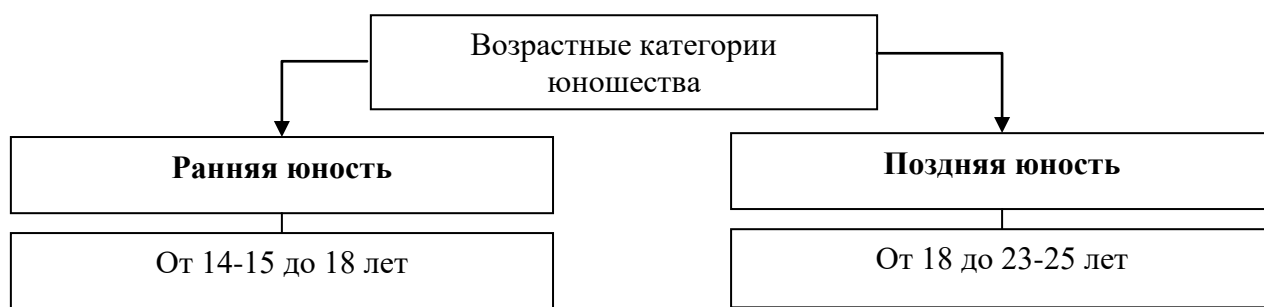 Возрастные категории
юношества
Ранняя юность
Поздняя юность
От 14-15 до 18 лет
От 18 до 23-25 лет